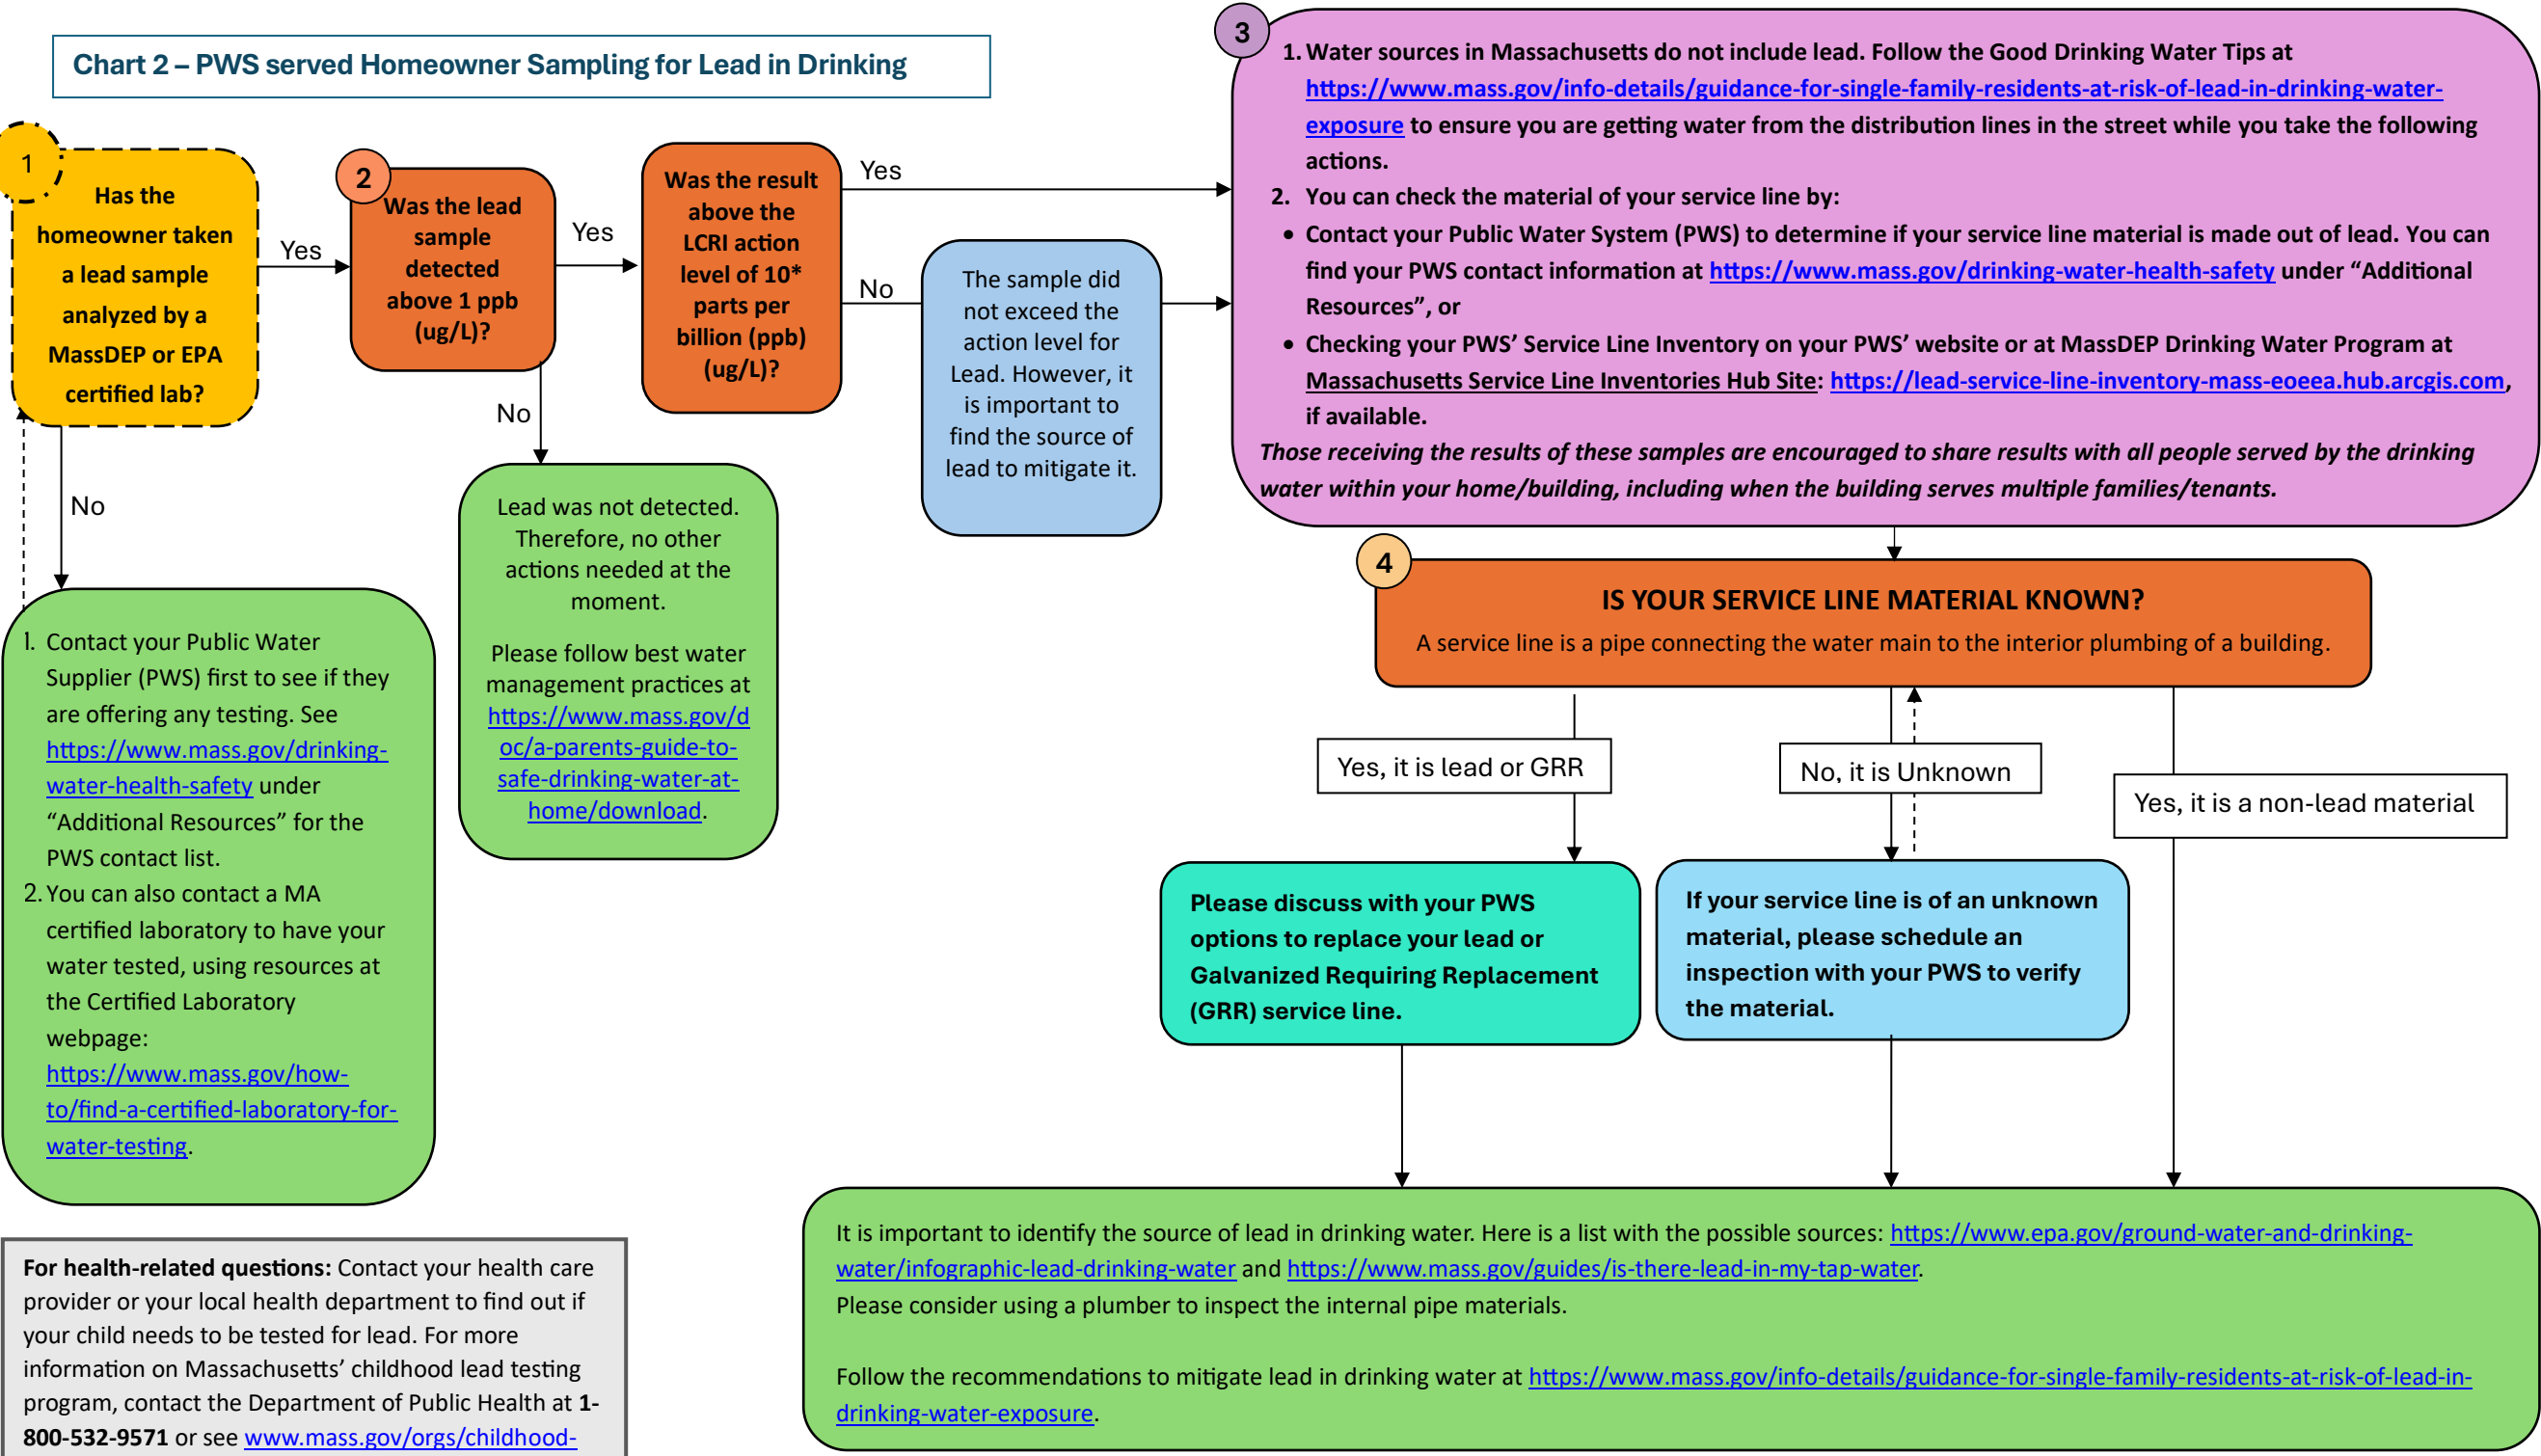 Chart 2 – PWS served Homeowner Sampling for Lead in Drinking
1
Has the
homeowner taken
a lead sample
analyzed by a
MassDEP or EPA
certified lab?
Yes
No
2
Was the lead
sample
detected
above 1 ppb
(ug/L)?
Yes
No
Was the result
above the
LCRI action
level of 10*
parts per
billion (ppb)
(ug/L)?
Yes
No
The sample did
not exceed the
action level for
Lead. However, it
is important to
find the source of
lead to mitigate it.
3
1. Water sources in Massachusetts do not include lead. Follow the Good Drinking Water Tips at
https://www.mass.gov/info-details/guidance-for-single-family-residents-at-risk-of-lead-in-drinking-water-
exposure to ensure you are getting water from the distribution lines in the street while you take the following
actions.
2. You can check the material of your service line by:
• Contact your Public Water System (PWS) to determine if your service line material is made out of lead. You can
find your PWS contact information at https://www.mass.gov/drinking-water-health-safety under “Additional
Resources”, or
• Checking your PWS’ Service Line Inventory on your PWS’ website or at MassDEP Drinking Water Program at
Massachusetts Service Line Inventories Hub Site: https://lead-service-line-inventory-mass-eoeea.hub.arcgis.com,
if available.
Those receiving the results of these samples are encouraged to share results with all people served by the drinking
water within your home/building, including when the building serves multiple families/tenants.
Lead was not detected.
Therefore, no other
actions needed at the
moment.
Please follow best water
management practices at
https://www.mass.gov/d
oc/a-parents-guide-to-
safe-drinking-water-at-
home/download.
1. Contact your Public Water
Supplier (PWS) first to see if they
are offering any testing. See
https://www.mass.gov/drinking-
water-health-safety under
“Additional Resources” for the
PWS contact list.
2. You can also contact a MA
certified laboratory to have your
water tested, using resources at
the Certified Laboratory
webpage:
https://www.mass.gov/how-
to/find-a-certified-laboratory-for-
water-testing.
4
IS YOUR SERVICE LINE MATERIAL KNOWN?
A service line is a pipe connecting the water main to the interior plumbing of a building.
Yes, it is lead or GRR
No, it is Unknown
Yes, it is a non-lead material
Please discuss with your PWS
options to replace your lead or
Galvanized Requiring Replacement
(GRR) service line.
If your service line is of an unknown
material, please schedule an
inspection with your PWS to verify
the material.
It is important to identify the source of lead in drinking water. Here is a list with the possible sources: https://www.epa.gov/ground-water-and-drinking-
water/infographic-lead-drinking-water and https://www.mass.gov/guides/is-there-lead-in-my-tap-water.
Please consider using a plumber to inspect the internal pipe materials.
Follow the recommendations to mitigate lead in drinking water at https://www.mass.gov/info-details/guidance-for-single-family-residents-at-risk-of-lead-in-
drinking-water-exposure.
For health-related questions: Contact your health care
provider or your local health department to find out if
your child needs to be tested for lead. For more
information on Massachusetts’ childhood lead testing
program, contact the Department of Public Health at 1-
800-532-9571 or see www.mass.gov/orgs/childhood-